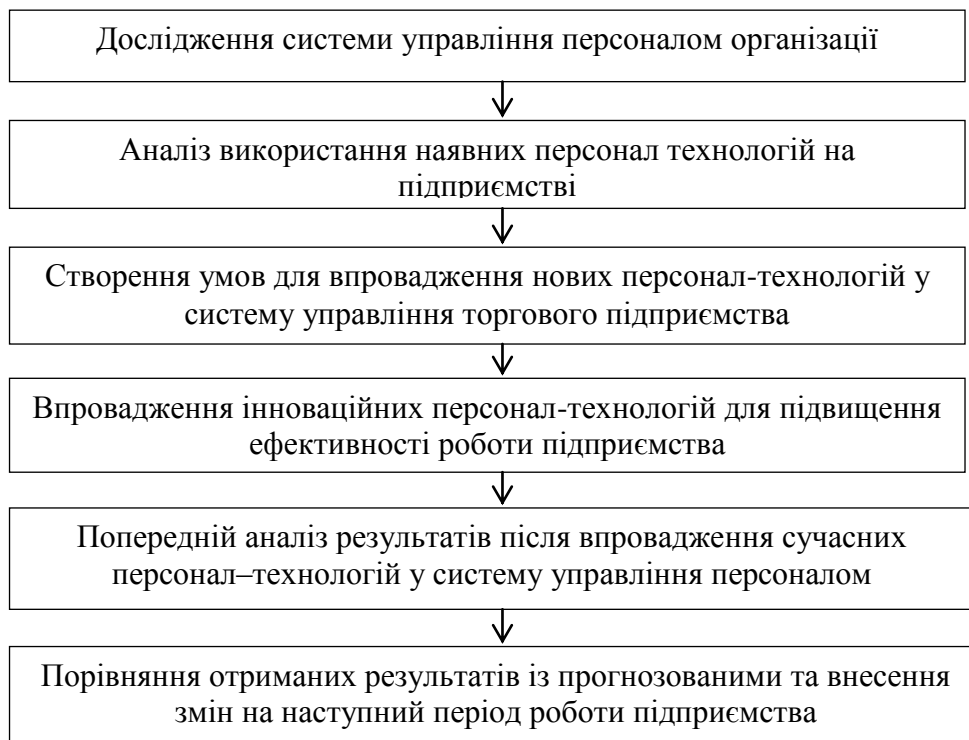 Дослідження системи управління персоналом організації
Аналіз використання наявних персонал технологій на
підприємстві
Створення умов для впровадження нових персонал-технологій у
систему управління торгового підприємства
Впровадження інноваційних персонал-технологій для підвищення
ефективності роботи підприємства
Попередній аналіз результатів після впровадження сучасних
персонал–технологій у систему управління персоналом
Порівняння отриманих результатів із прогнозованими та внесення
змін на наступний період роботи підприємства